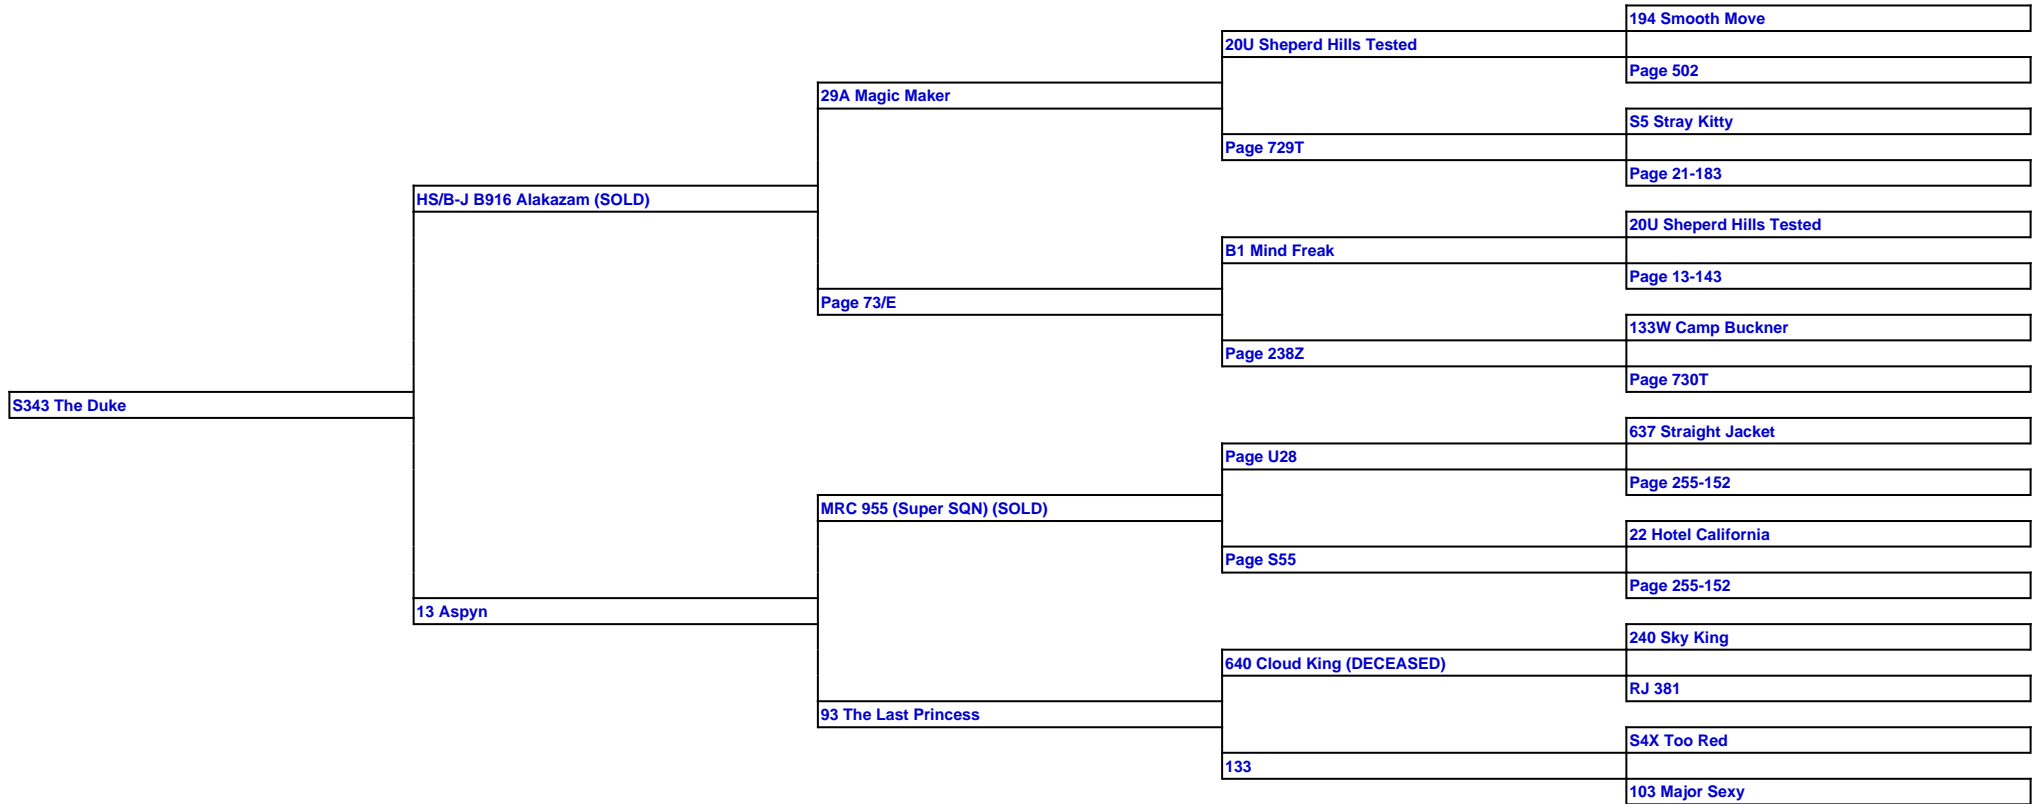 194 Smooth Move
20U Sheperd Hills Tested
Page 502
29A Magic Maker
S5 Stray Kitty
Page 729T
Page 21-183
HS/B-J B916 Alakazam (SOLD)
20U Sheperd Hills Tested
B1 Mind Freak
Page 13-143
Page 73/E
133W Camp Buckner
Page 238Z
Page 730T
S343 The Duke
637 Straight Jacket
Page U28
Page 255-152
MRC 955 (Super SQN) (SOLD)
22 Hotel California
Page S55
Page 255-152
13 Aspyn
240 Sky King
640 Cloud King (DECEASED)
RJ 381
93 The Last Princess
S4X Too Red
133
103 Major Sexy